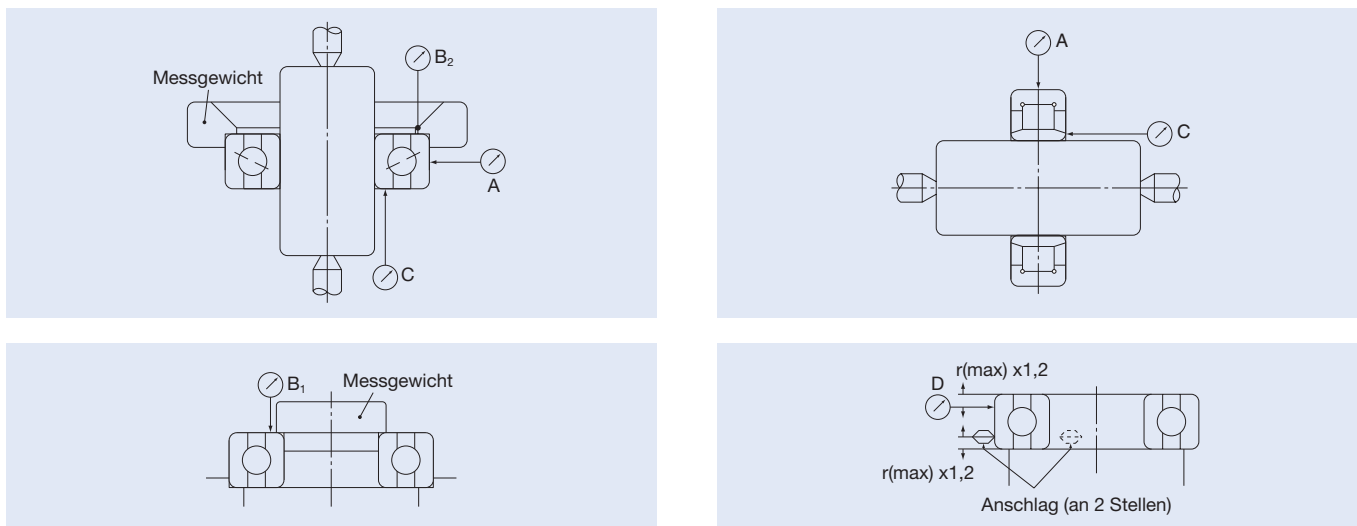 B₂
Messgewicht
A
C
A
C
B₁
Messgewicht
r(max) x1,2
D
r(max) x1,2
Anschlag (an 2 Stellen)